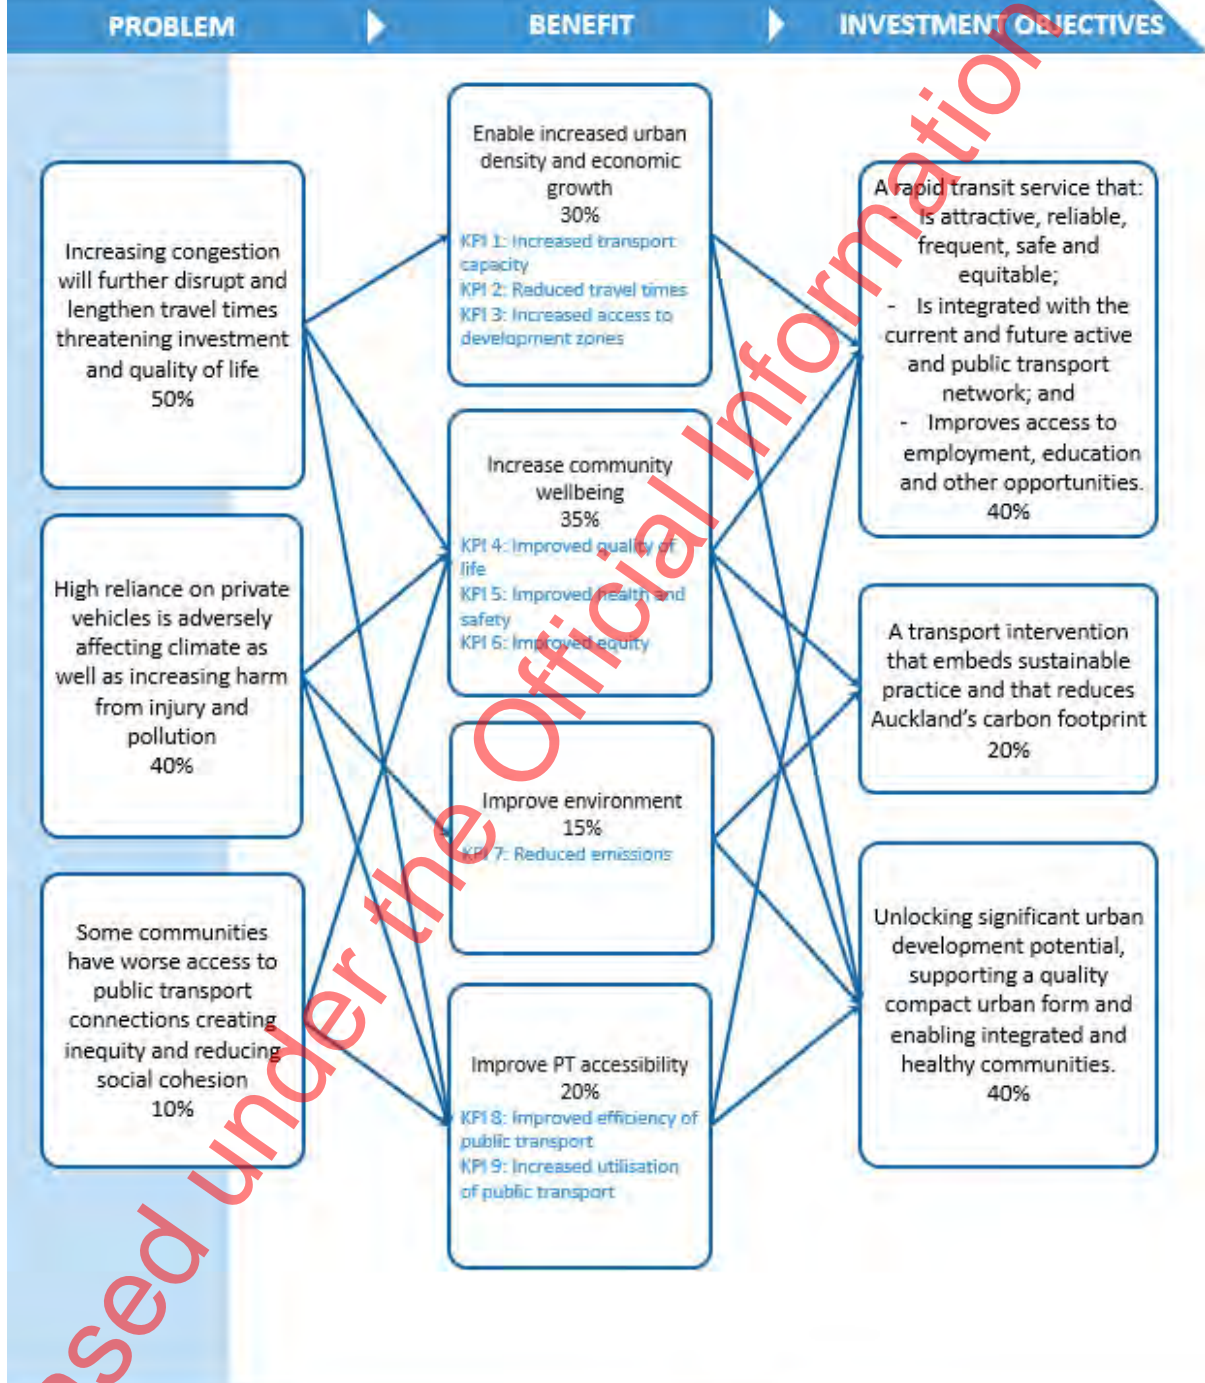 PROBLEM
BENEFIT
INVESTMENT OBJECTIVES
Increasing congestion
will further disrupt and
lengthen travel times
threatening investment
and quality of life
50%
High reliance on private
vehicles is adversely
affecting climate as
well as increasing harm
from injury and
pollution
40%
Some communities
have worse access to
public transport
connections creating
inequity and reducing
social cohesion
10%
Enable increased urban
density and economic
growth
30%
KPI 1: Increased transport
capacity
KPI 2: Reduced travel times
KPI 3: Increased access to
development zones
Increase community
wellbeing
35%
KPI 4: Improved quality of
life
KPI 5: Improved health and
safety
KPI 6: Improved equity
Improve environment
15%
KPI 7: Reduced emissions
Improve PT accessibility
20%
KPI 8: Improved efficiency of
public transport
KPI 9: Increased utilisation
of public transport
A rapid transit service that:
- Is attractive, reliable,
frequent, safe and
equitable;
- Is integrated with the
current and future active
and public transport
network; and
- Improves access to
employment, education
and other opportunities.
40%
A transport intervention
that embeds sustainable
practice and that reduces
Auckland's carbon footprint
20%
Unlocking significant urban
development potential,
supporting a quality
compact urban form and
enabling integrated and
healthy communities.
40%
ased under the Official Information